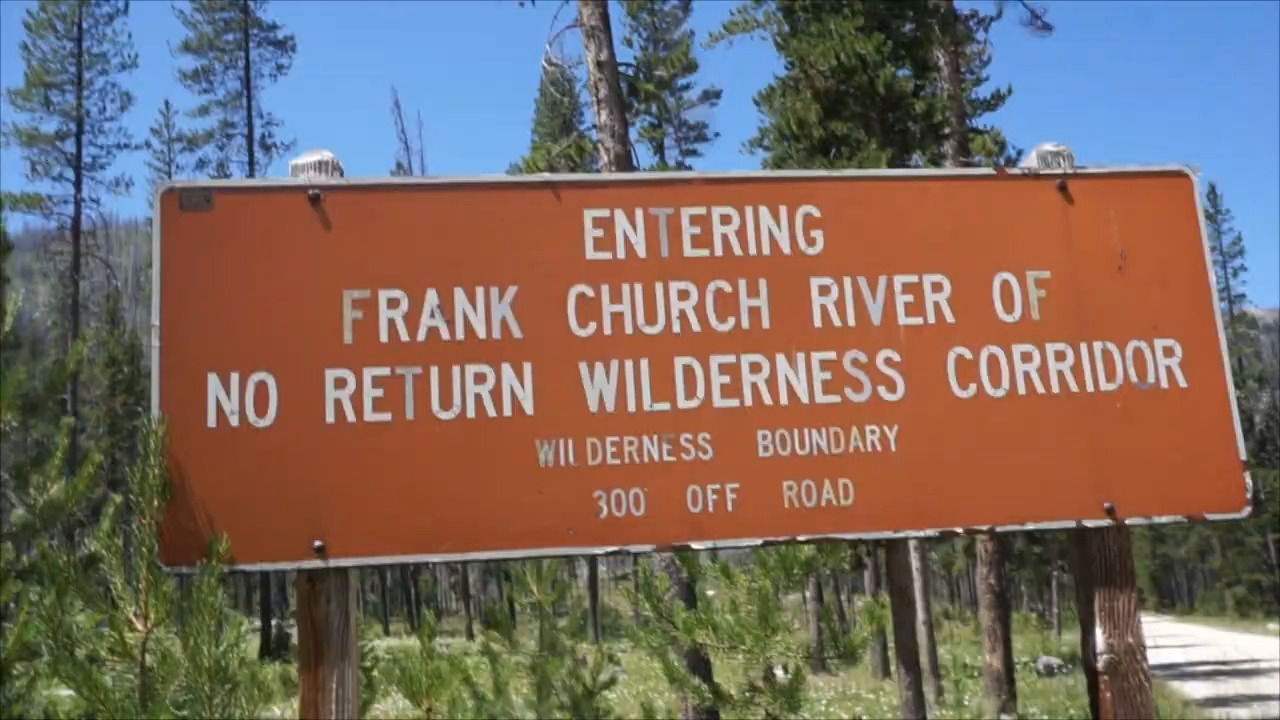 ENTERING
FRANK CHURCH RIVER OF
NO RETURN WILDERNESS CORRIDOR
WILDERNESS BOUNDARY
300' OFF ROAD